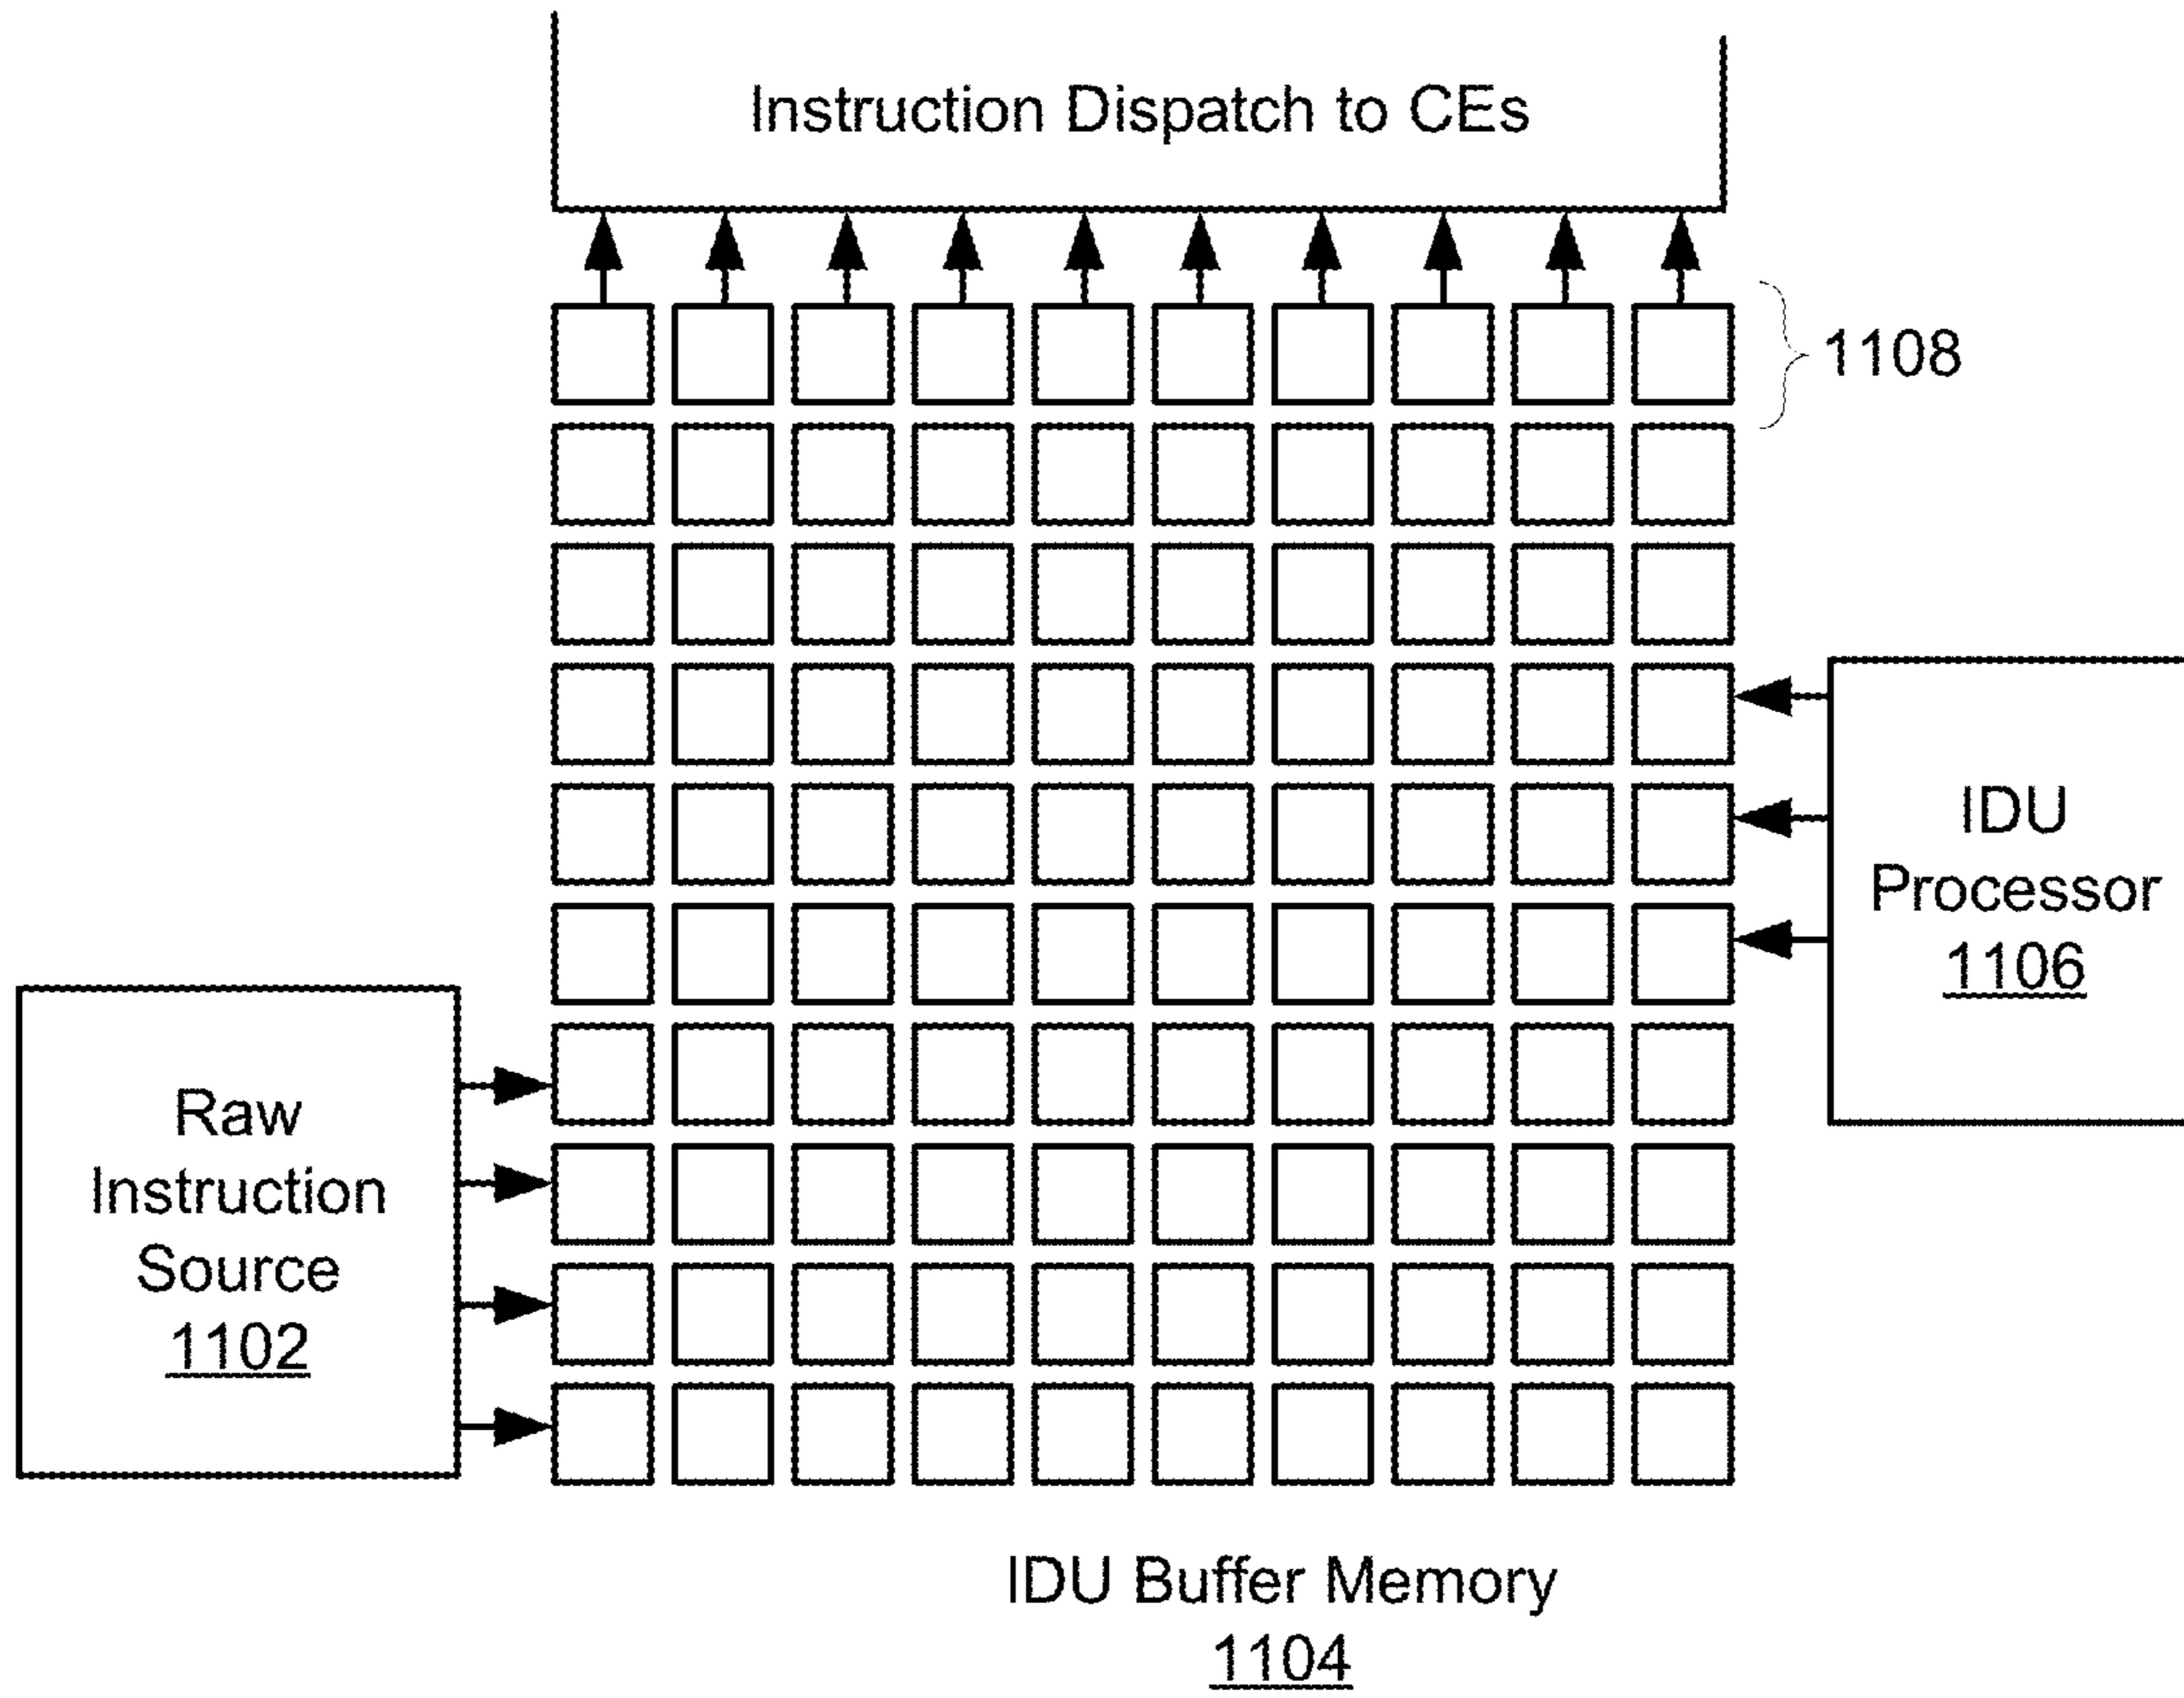 Instruction Dispatch to CEs
1108
IDU
Processor
1106
Raw
Instruction
Source
1102
IDU Buffer Memory
1104